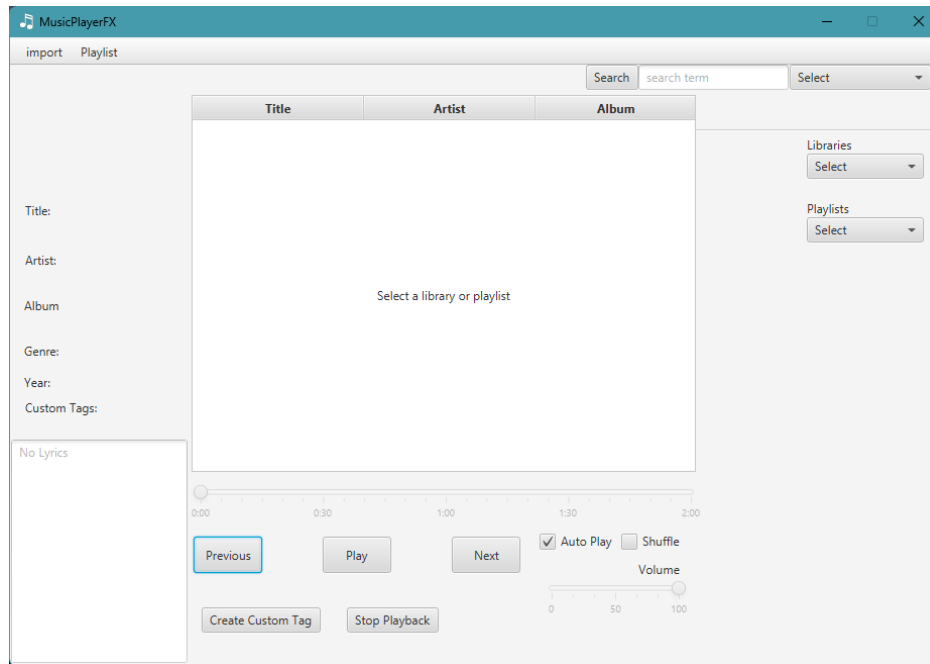 MusicPlayerFX
import Playlist
Search search term Select
Title Artist Album
Libraries
Select
Playlists
Select
Title:
Artist:
Album
Genre:
Year:
Custom Tags:
Select a library or playlist
No Lyrics
0:00 0:30 1:00 1:30 2:00
Previous Play Next Auto Play Shuffle
Volume
0 50 100
Create Custom Tag Stop Playback